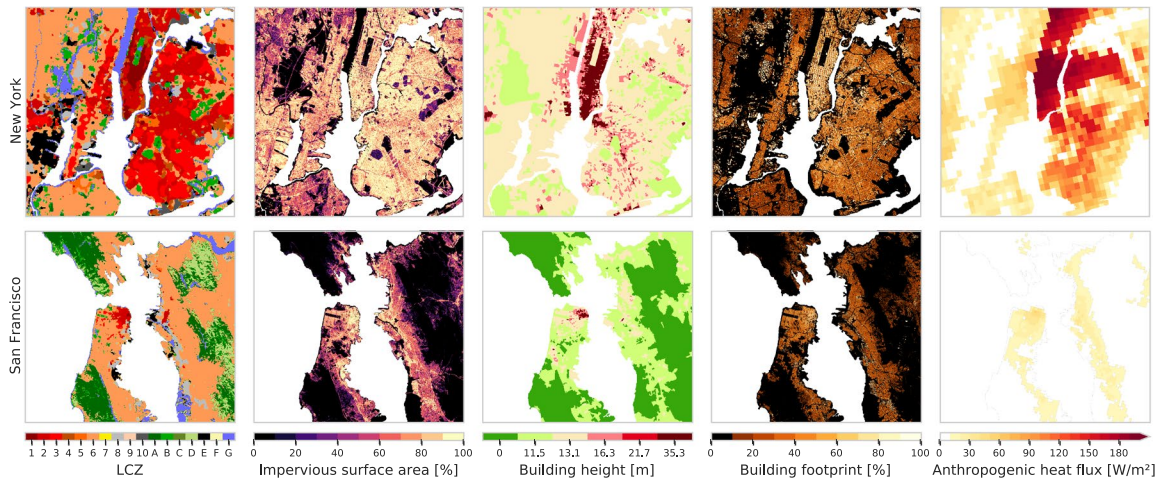 New York
San Francisco
1 2 3 4 5 6 7 8 9 10 A B C D E F G
LCZ
0 20 40 60 80 100
Impervious surface area [%]
0 11.5 13.1 16.3 21.7 35.3
Building height [m]
0 20 40 60 80 100
Building footprint [%]
0 30 60 90 120 150 180
Anthropogenic heat flux [W/m²]